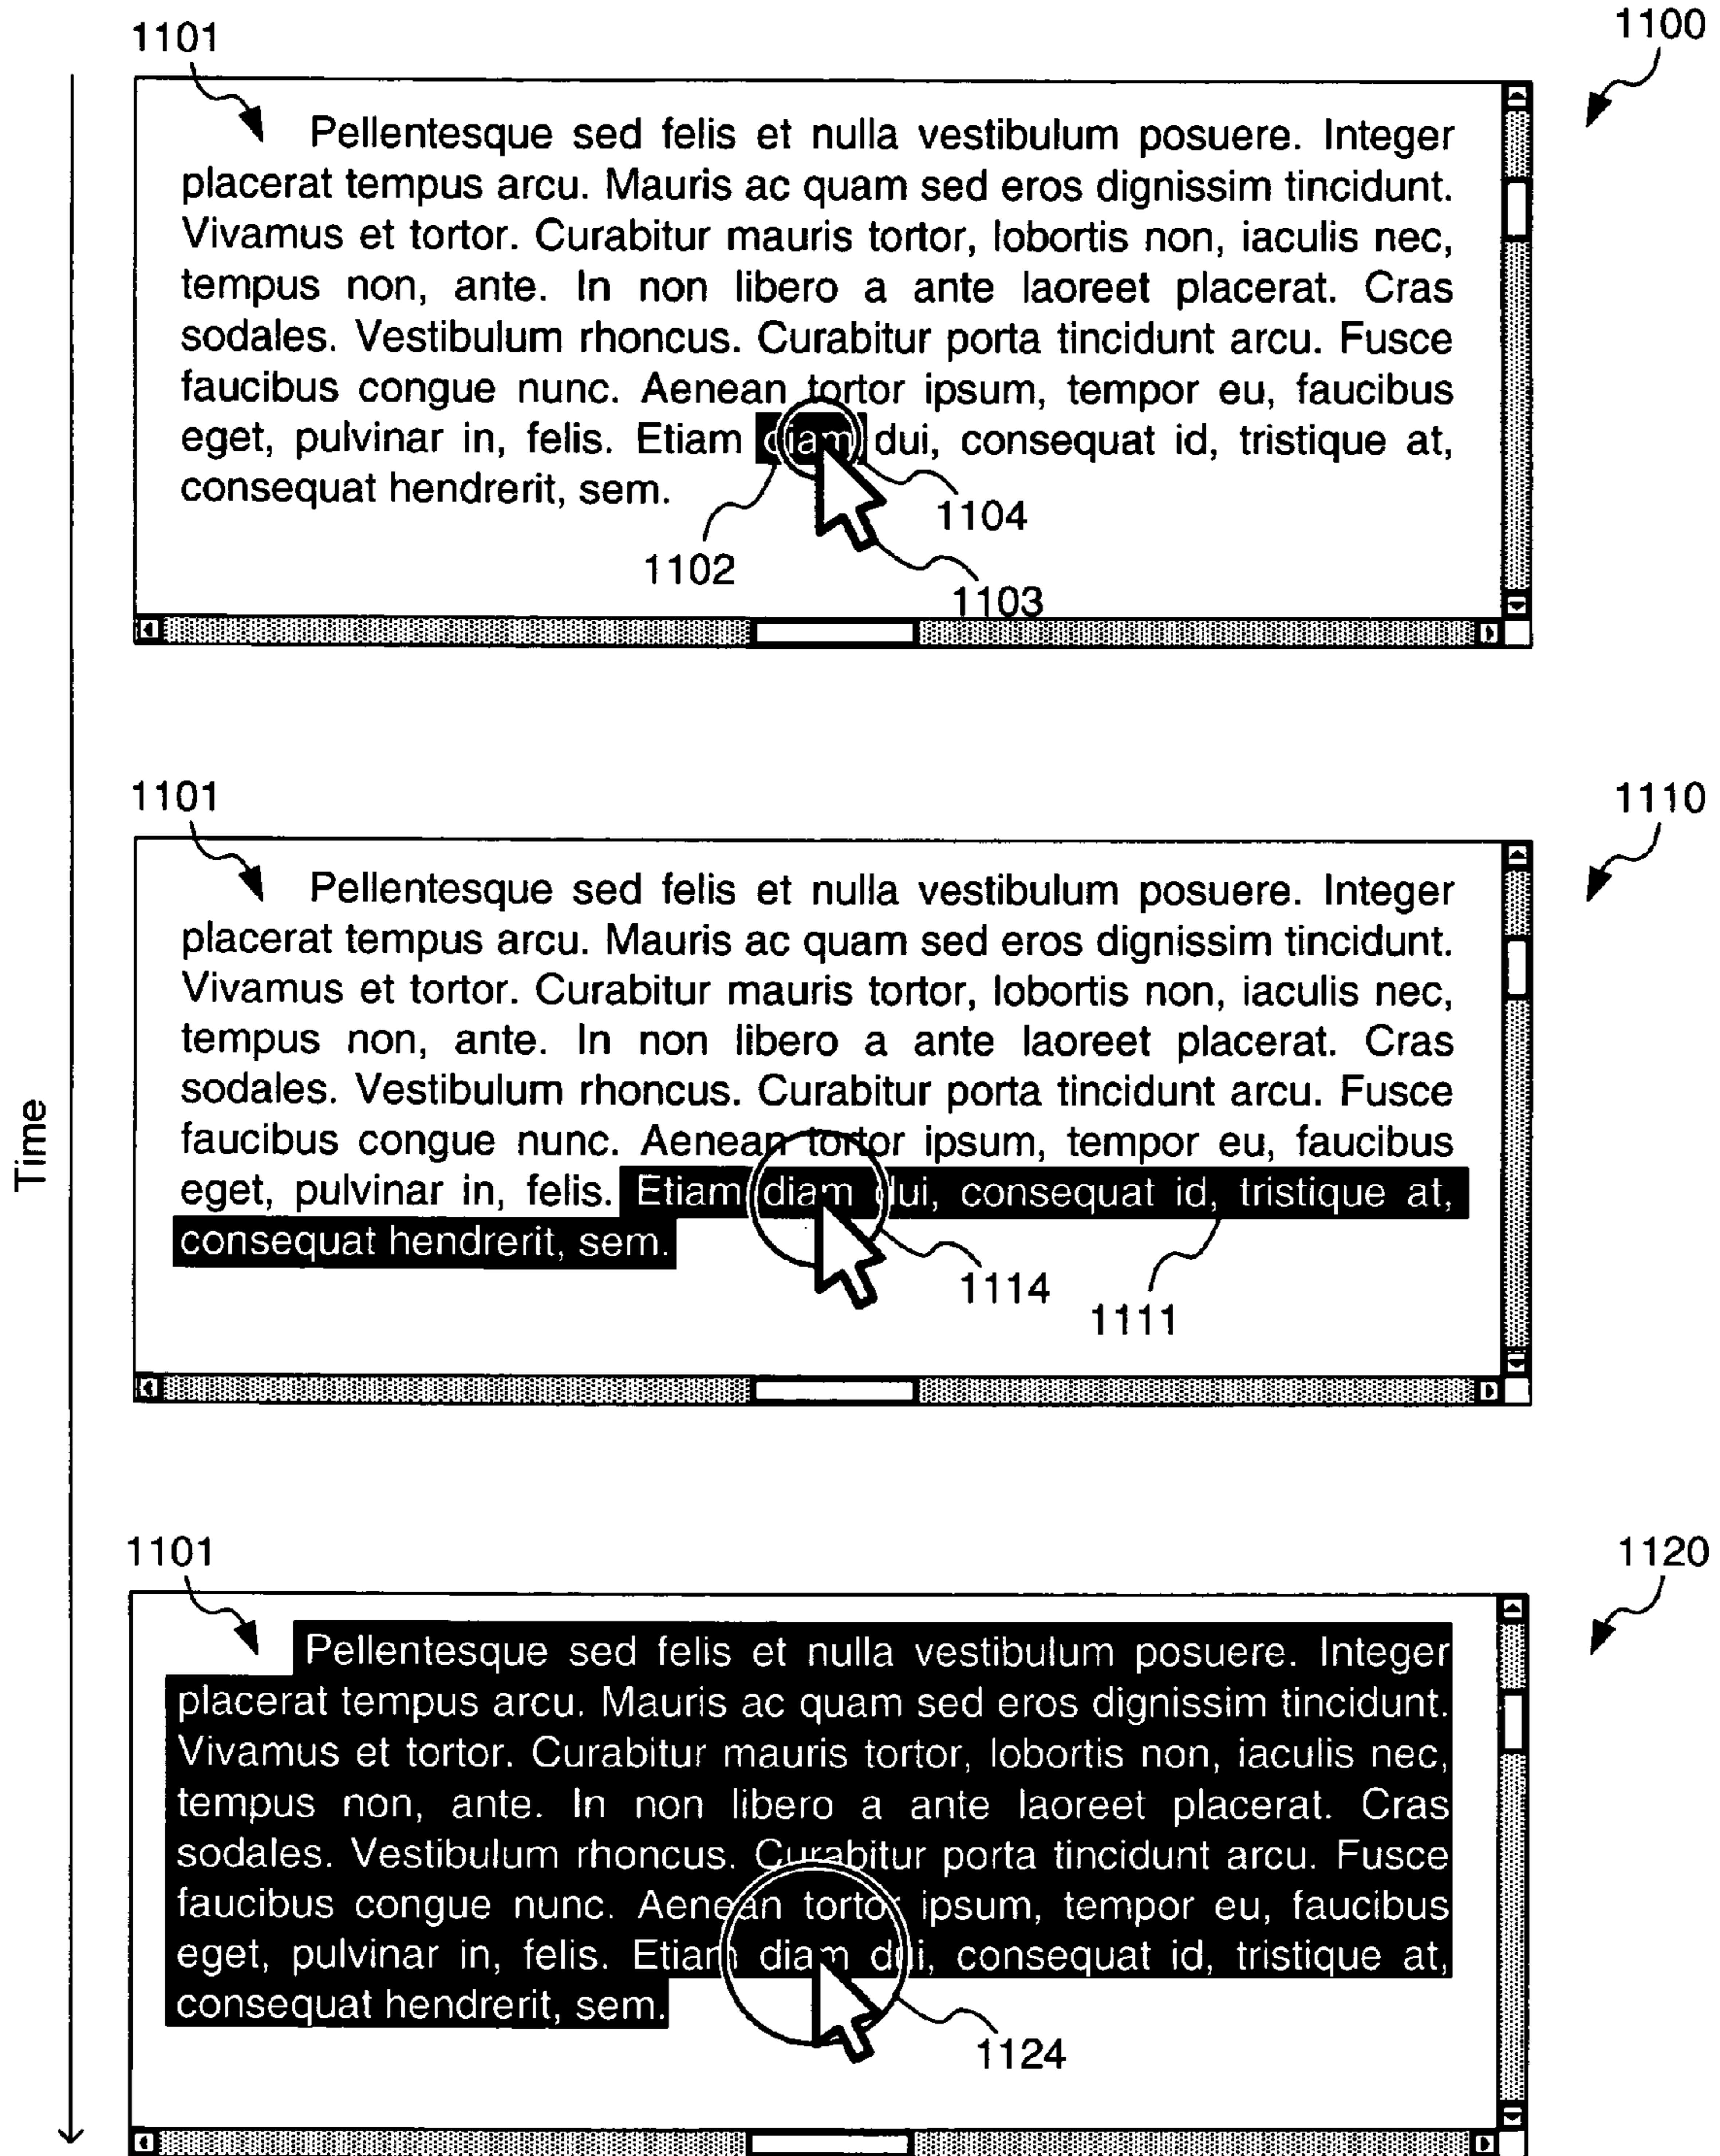 1101
1100
Pellentesque sed felis et nulla vestibulum posuere. Integer
placerat tempus arcu. Mauris ac quam sed eros dignissim tincidunt.
Vivamus et tortor. Curabitur mauris tortor, lobortis non, iaculis nec,
tempus non, ante. In non libero a ante laoreet placerat. Cras
sodales. Vestibulum rhoncus. Curabitur porta tincidunt arcu. Fusce
faucibus congue nunc. Aenean tortor ipsum, tempor eu, faucibus
eget, pulvinar in, felis. Etiam diam dui, consequat id, tristique at,
consequat hendrerit, sem.
1104
1102
1103
Time
1101
1110
Pellentesque sed felis et nulla vestibulum posuere. Integer
placerat tempus arcu. Mauris ac quam sed eros dignissim tincidunt.
Vivamus et tortor. Curabitur mauris tortor, lobortis non, iaculis nec,
tempus non, ante. In non libero a ante laoreet placerat. Cras
sodales. Vestibulum rhoncus. Curabitur porta tincidunt arcu. Fusce
faucibus congue nunc. Aenean tortor ipsum, tempor eu, faucibus
eget, pulvinar in, felis. Etiam diam dui, consequat id, tristique at,
consequat hendrerit, sem.
1114
1111
1101
1120
Pellentesque sed felis et nulla vestibulum posuere. Integer
placerat tempus arcu. Mauris ac quam sed eros dignissim tincidunt.
Vivamus et tortor. Curabitur mauris tortor, lobortis non, iaculis nec,
tempus non, ante. In non libero a ante laoreet placerat. Cras
sodales. Vestibulum rhoncus. Curabitur porta tincidunt arcu. Fusce
faucibus congue nunc. Aenean tortor ipsum, tempor eu, faucibus
eget, pulvinar in, felis. Etiam diam dui, consequat id, tristique at,
consequat hendrerit, sem.
1124